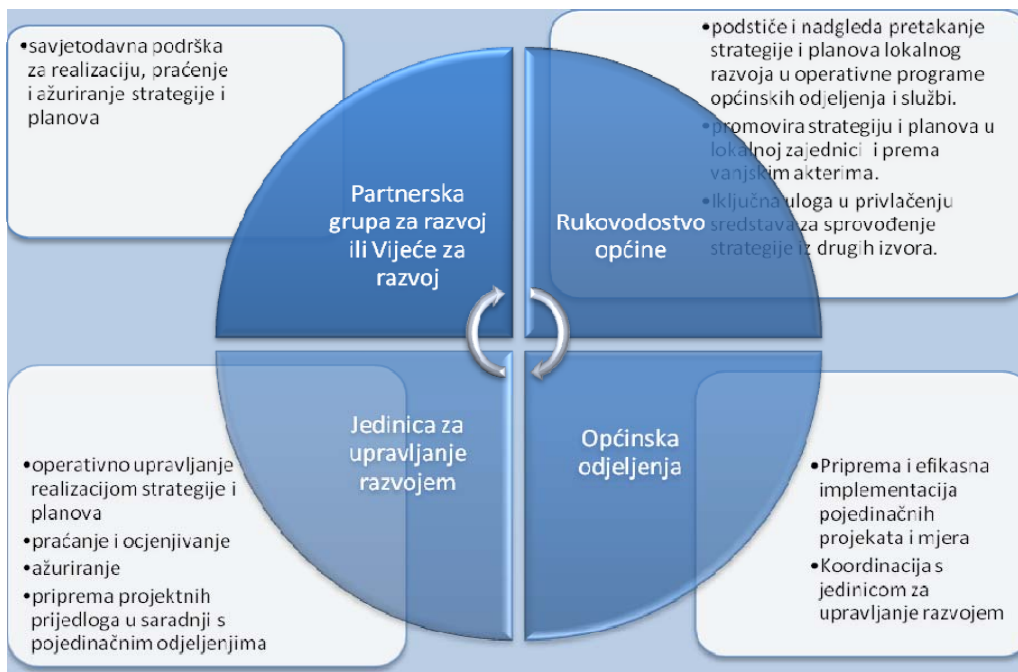 •savjetodavna podrška
za realizaciju, praćenje
i ažuriranje strategije i
planova
•podstiče i nadgleda pretakanje
strategije i planova lokalnog
razvoja u operativne programe
općinskih odjeljenja i službi.
•promovira strategiju i planova u
lokalnoj zajednici i prema
vanjskim akterima.
•Iključna uloga u privlačenju
sredstava za sprovođenje
strategije iz drugih izvora.
Partnerska
grupa za razvoj
ili Vijeće za
razvoj
Rukovodostvo
općine
Jedinica za
upravljanje
razvojem
Općinska
odjeljenja
•operativno upravljanje
realizacijom strategije i
planova
•praćanje i ocjenjivanje
•ažuriranje
•priprema projektnih
prijedloga u saradnji s
pojedinačnim odjeljenjima
•Priprema i efikasna
implementacija
pojedinačnih
projekata i mjera
•Koordinacija s
jedinicom za
upravljanje razvojem